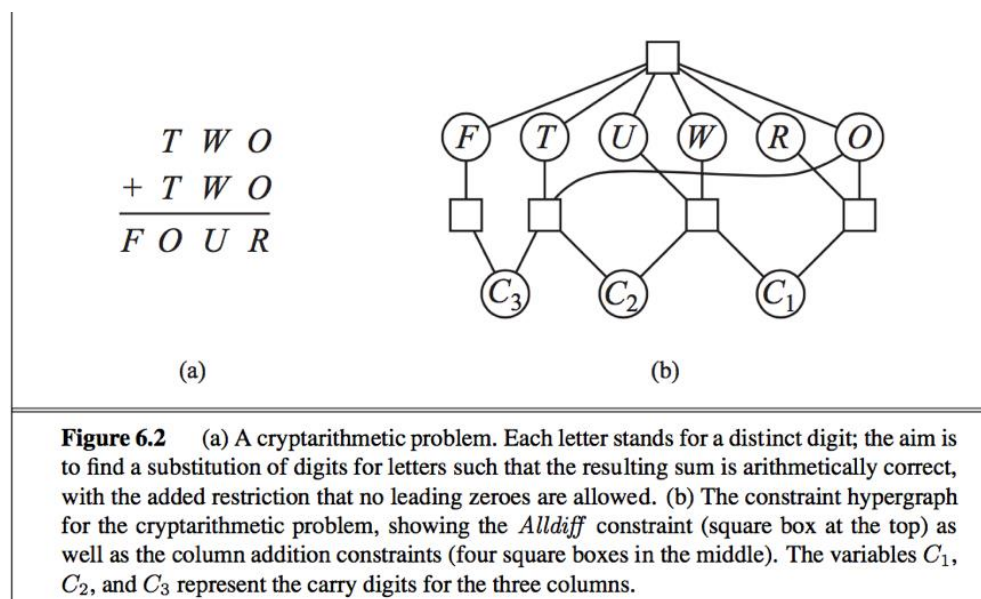 T W O
+ T W O
F O U R
(a)
F T U W R O
C3 C2 C1
(b)
Figure 6.2 (a) A cryptarithmetic problem. Each letter stands for a distinct digit; the aim is
to find a substitution of digits for letters such that the resulting sum is arithmetically correct,
with the added restriction that no leading zeroes are allowed. (b) The constraint hypergraph
for the cryptarithmetic problem, showing the Alldiff constraint (square box at the top) as
well as the column addition constraints (four square boxes in the middle). The variables C1,
C2, and C3 represent the carry digits for the three columns.